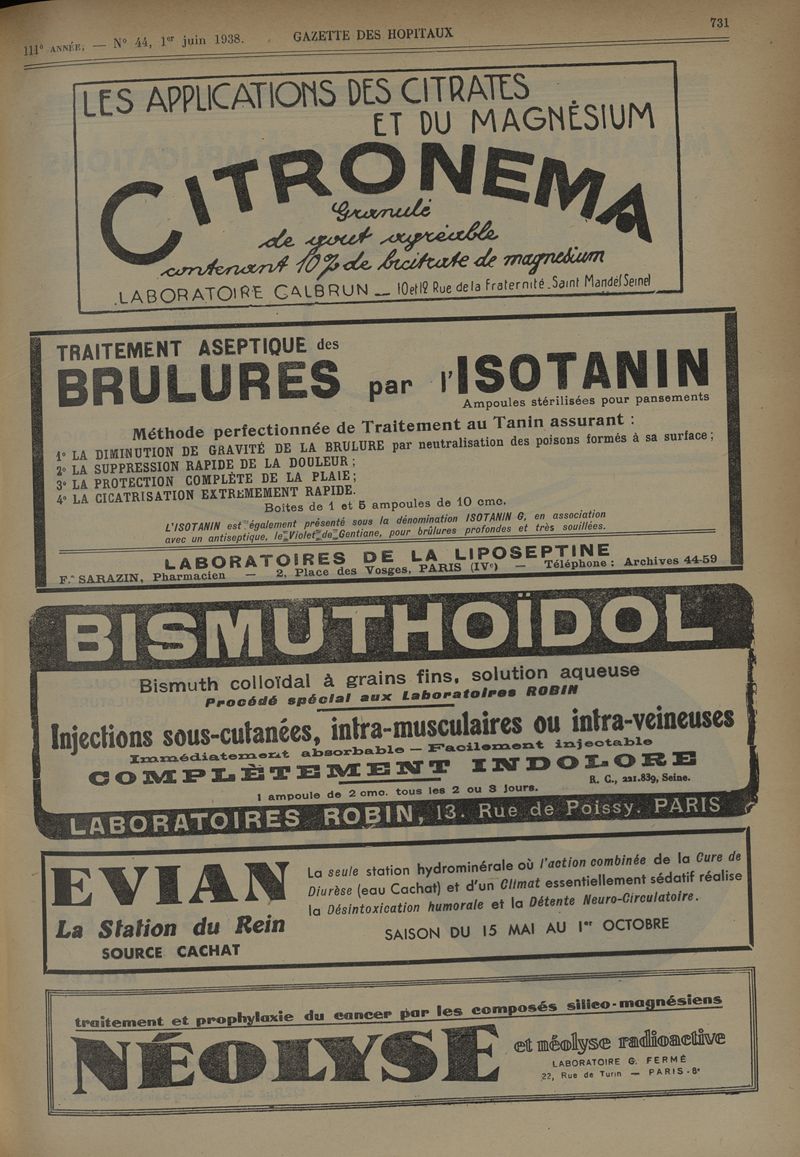 111e ANNÉE. — N° 44, 1er juin 1938.
GAZETTE DES HOPITAUX
731
LES APPLICATIONS DES CITRATES
ET DU MAGNÉSIUM
CITRONEMA
Granulé
de gout agréable
contenant 10% de bicitrate de magnesium
LABORATOIRE CALBRUN — 10 et 12 Rue de la Fraternité. Saint Mandé (Seine)
TRAITEMENT ASEPTIQUE des
BRULURES par l'ISOTANIN
Ampoules stérilisées pour pansements
Méthode perfectionnée de Traitement au Tanin assurant :
1° LA DIMINUTION DE GRAVITÉ DE LA BRULURE par neutralisation des poisons formés à sa surface ;
2° LA SUPPRESSION RAPIDE DE LA DOULEUR ;
3° LA PROTECTION COMPLÈTE DE LA PLAIE ;
4° LA CICATRISATION EXTREMEMENT RAPIDE.
Boites de 1 et 5 ampoules de 10 cmc.
L'ISOTANIN est également présenté sous la dénomination ISOTANIN G, en association
avec un antiseptique, le Violet de Gentiane, pour brûlures profondes et très souillées.
LABORATOIRES DE LA LIPOSEPTINE
F. SARAZIN, Pharmacien — 2, Place des Vosges, PARIS (IVe) — Téléphone : Archives 44-59
BISMUTHOÏDOL
Bismuth colloïdal à grains fins, solution aqueuse
Procédé spécial aux Laboratoires ROBIN
Injections sous-cutanées, intra-musculaires ou intra-veineuses
Immédiatement absorbable — Facilement injectable
COMPLÈTEMENT INDOLORE
R. C., 221.839, Seine.
1 ampoule de 2 cmc. tous les 2 ou 3 jours.
LABORATOIRES ROBIN, 13. Rue de Poissy. PARIS
EVIAN
La Station du Rein
SOURCE CACHAT
La seule station hydrominérale où l'action combinée de la Cure de
Diurèse (eau Cachat) et d'un Climat essentiellement sédatif réalise
la Désintoxication humorale et la Détente Neuro-Circulatoire.
SAISON DU 15 MAI AU 1er OCTOBRE
traitement et prophylaxie du cancer par les composés silico-magnésiens
NÉOLYSE et néolyse radioactive
LABORATOIRE G. FERMÉ
22, Rue de Turin — PARIS-8e